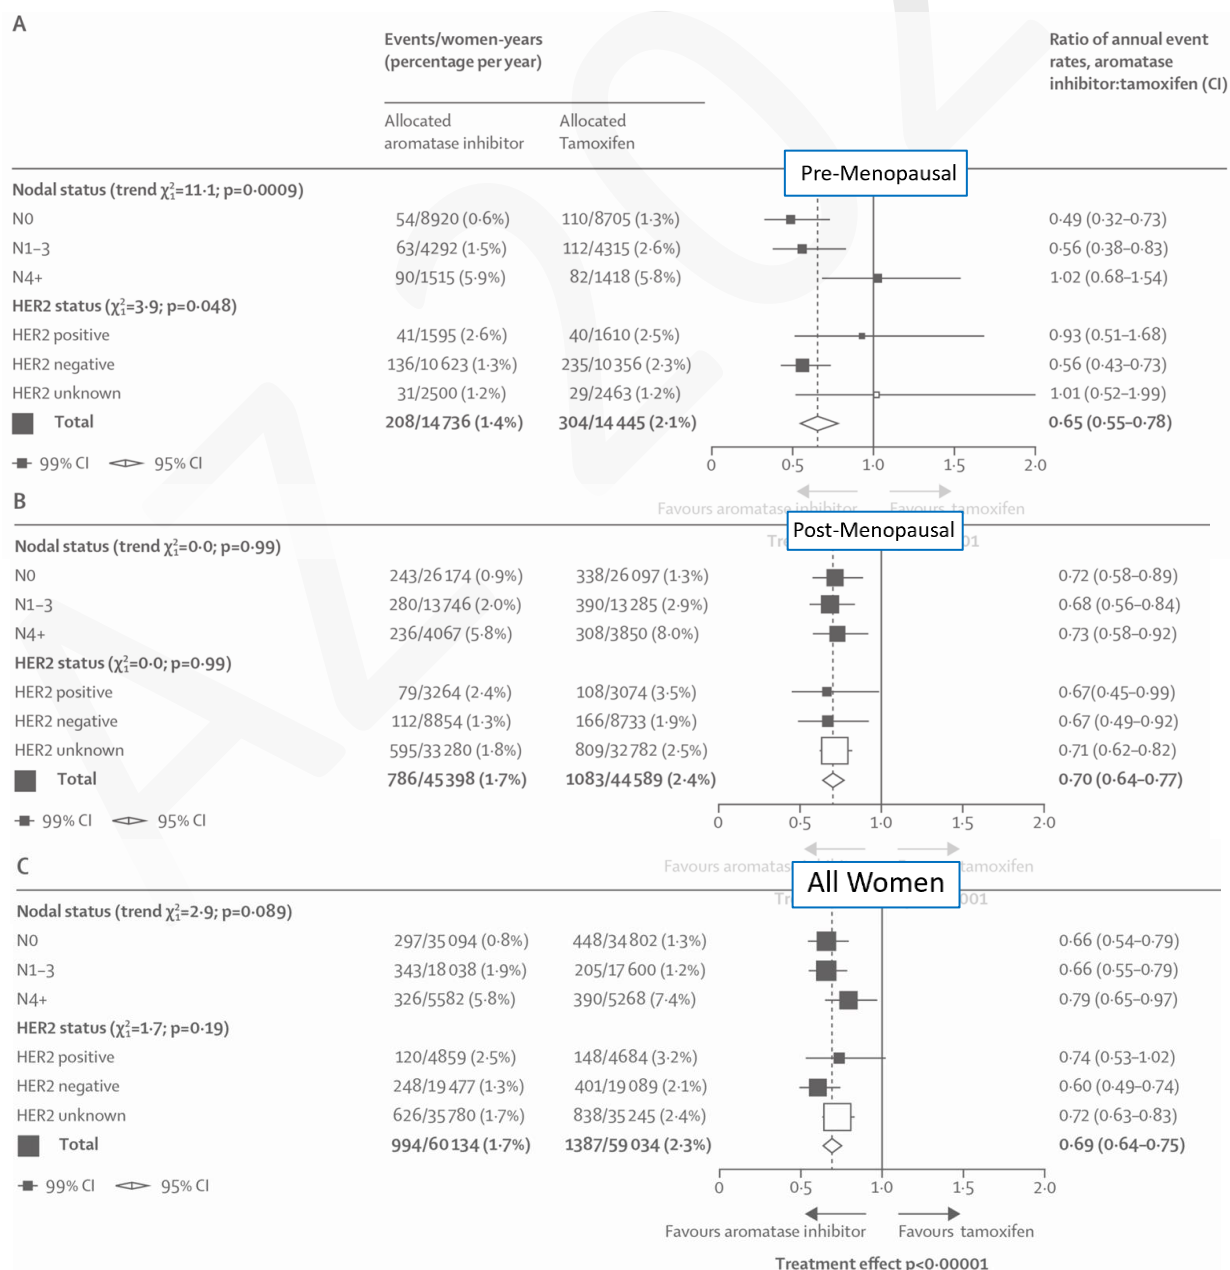 A
Events/women-years
(percentage per year)
Ratio of annual event
rates, aromatase
inhibitor:tamoxifen (CI)
Allocated
aromatase inhibitor
Allocated
Tamoxifen
Pre-Menopausal
Nodal status (trend χ²₁=11·1; p=0·0009)
N0 54/8920 (0·6%) 110/8705 (1·3%) 0·49 (0·32–0·73)
N1–3 63/4292 (1·5%) 112/4315 (2·6%) 0·56 (0·38–0·83)
N4+ 90/1515 (5·9%) 82/1418 (5·8%) 1·02 (0·68–1·54)
HER2 status (χ²₁=3·9; p=0·048)
HER2 positive 41/1595 (2·6%) 40/1610 (2·5%) 0·93 (0·51–1·68)
HER2 negative 136/10 623 (1·3%) 235/10 356 (2·3%) 0·56 (0·43–0·73)
HER2 unknown 31/2500 (1·2%) 29/2463 (1·2%) 1·01 (0·52–1·99)
Total 208/14 736 (1·4%) 304/14 445 (2·1%) 0·65 (0·55–0·78)
99% CI 95% CI
0 0·5 1·0 1·5 2·0
Favours aromatase inhibitor Favours tamoxifen
B
Post-Menopausal
Nodal status (trend χ²₁=0·0; p=0·99)
N0 243/26 174 (0·9%) 338/26 097 (1·3%) 0·72 (0·58–0·89)
N1–3 280/13 746 (2·0%) 390/13 285 (2·9%) 0·68 (0·56–0·84)
N4+ 236/4067 (5·8%) 308/3850 (8·0%) 0·73 (0·58–0·92)
HER2 status (χ²₁=0·0; p=0·99)
HER2 positive 79/3264 (2·4%) 108/3074 (3·5%) 0·67(0·45–0·99)
HER2 negative 112/8854 (1·3%) 166/8733 (1·9%) 0·67 (0·49–0·92)
HER2 unknown 595/33 280 (1·8%) 809/32 782 (2·5%) 0·71 (0·62–0·82)
Total 786/45 398 (1·7%) 1083/44 589 (2·4%) 0·70 (0·64–0·77)
99% CI 95% CI
0 0·5 1·0 1·5 2·0
Favours tamoxifen
C
All Women
Nodal status (trend χ²₁=2·9; p=0·089)
N0 297/35 094 (0·8%) 448/34 802 (1·3%) 0·66 (0·54–0·79)
N1–3 343/18 038 (1·9%) 205/17 600 (1·2%) 0·66 (0·55–0·79)
N4+ 326/5582 (5·8%) 390/5268 (7·4%) 0·79 (0·65–0·97)
HER2 status (χ²₁=1·7; p=0·19)
HER2 positive 120/4859 (2·5%) 148/4684 (3·2%) 0·74 (0·53–1·02)
HER2 negative 248/19 477 (1·3%) 401/19 089 (2·1%) 0·60 (0·49–0·74)
HER2 unknown 626/35 780 (1·7%) 838/35 245 (2·4%) 0·72 (0·63–0·83)
Total 994/60 134 (1·7%) 1387/59 034 (2·3%) 0·69 (0·64–0·75)
99% CI 95% CI
0 0·5 1·0 1·5 2·0
Favours aromatase inhibitor Favours tamoxifen
Treatment effect p<0·00001